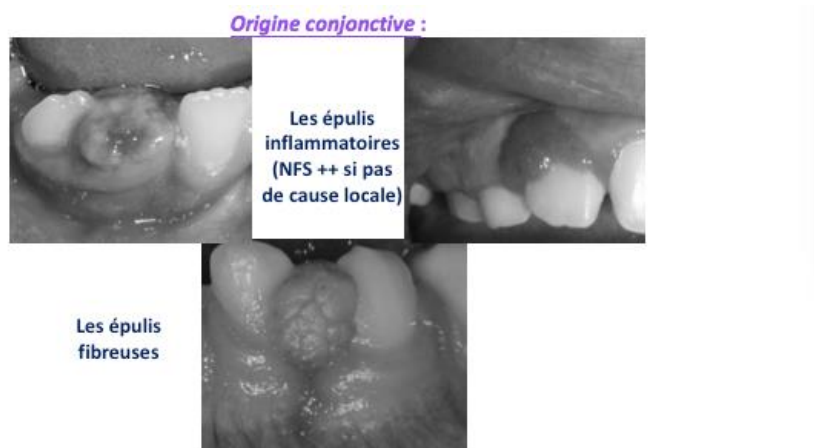 Origine conjonctive :
Les épulis
inflammatoires
(NFS ++ si pas
de cause locale)
Les épulis
fibreuses